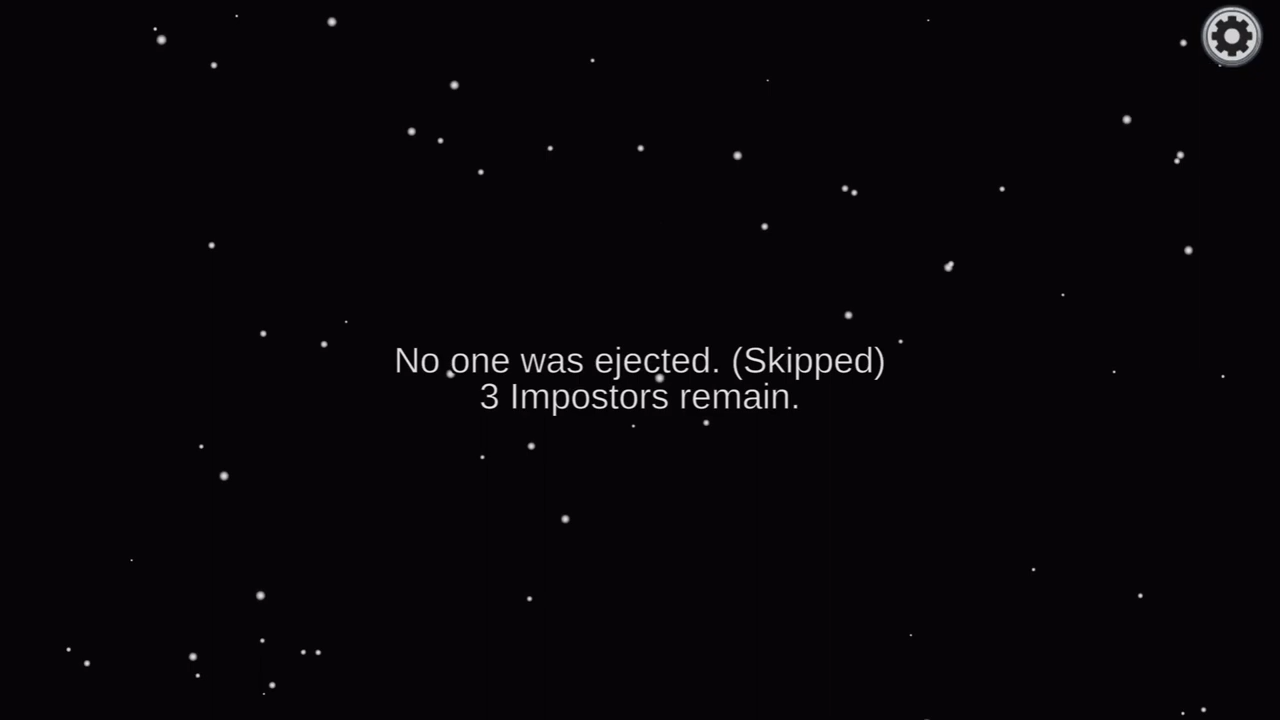 No one was ejected. (Skipped)
3 Impostors remain.